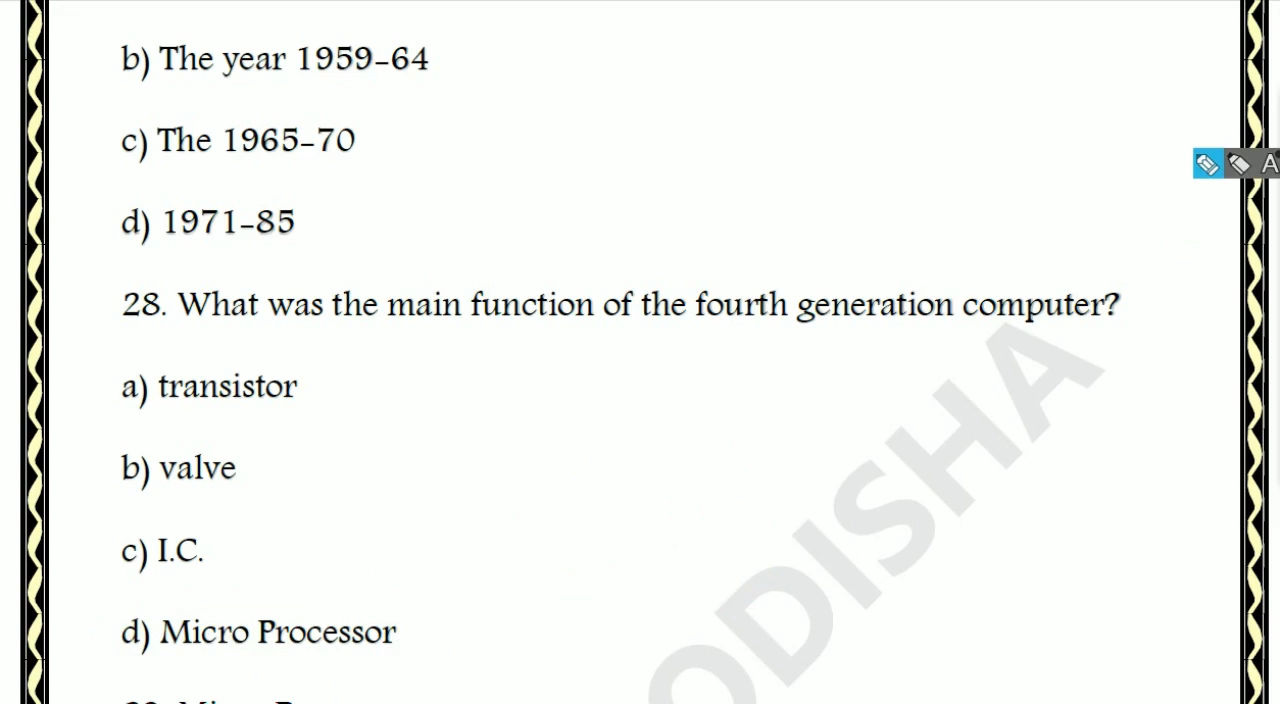 b) The year 1959-64
c) The 1965-70
d) 1971-85
28. What was the main function of the fourth generation computer?
a) transistor
b) valve
c) I.C.
d) Micro Processor
ODISHA
A